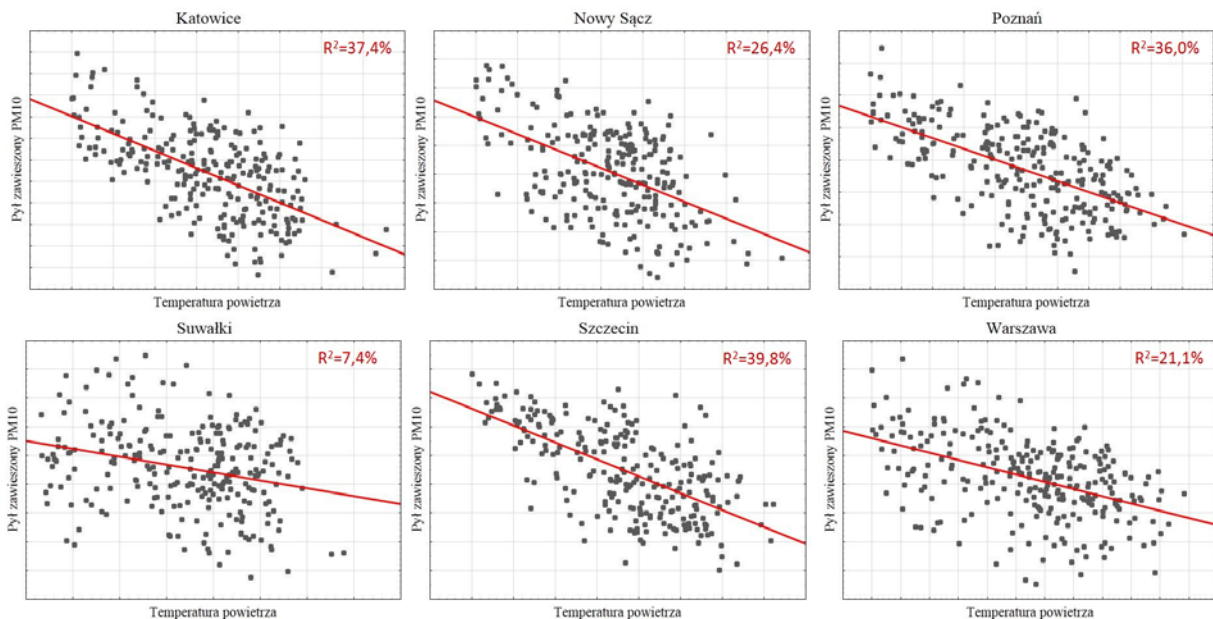 Katowice
R²=37,4%
Pył zawieszony PM10
Temperatura powietrza
Nowy Sącz
R²=26,4%
Pył zawieszony PM10
Temperatura powietrza
Poznań
R²=36,0%
Pył zawieszony PM10
Temperatura powietrza
Suwałki
R²=7,4%
Pył zawieszony PM10
Temperatura powietrza
Szczecin
R²=39,8%
Pył zawieszony PM10
Temperatura powietrza
Warszawa
R²=21,1%
Pył zawieszony PM10
Temperatura powietrza